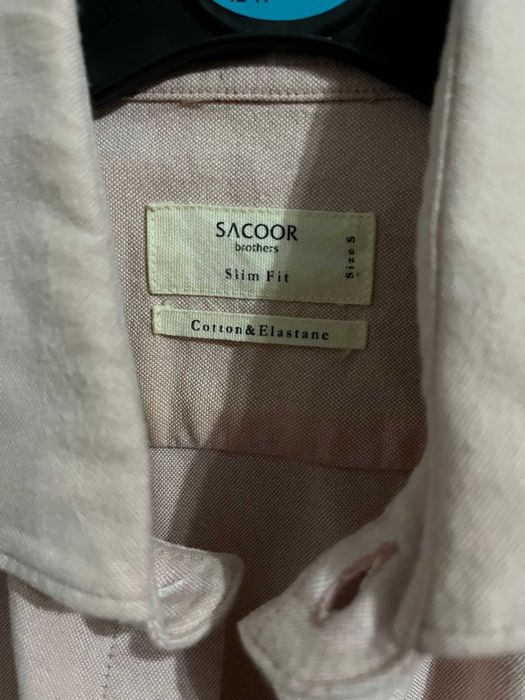 SACOOR
brothers
Slim Fit
Size S
Cotton&Elastane